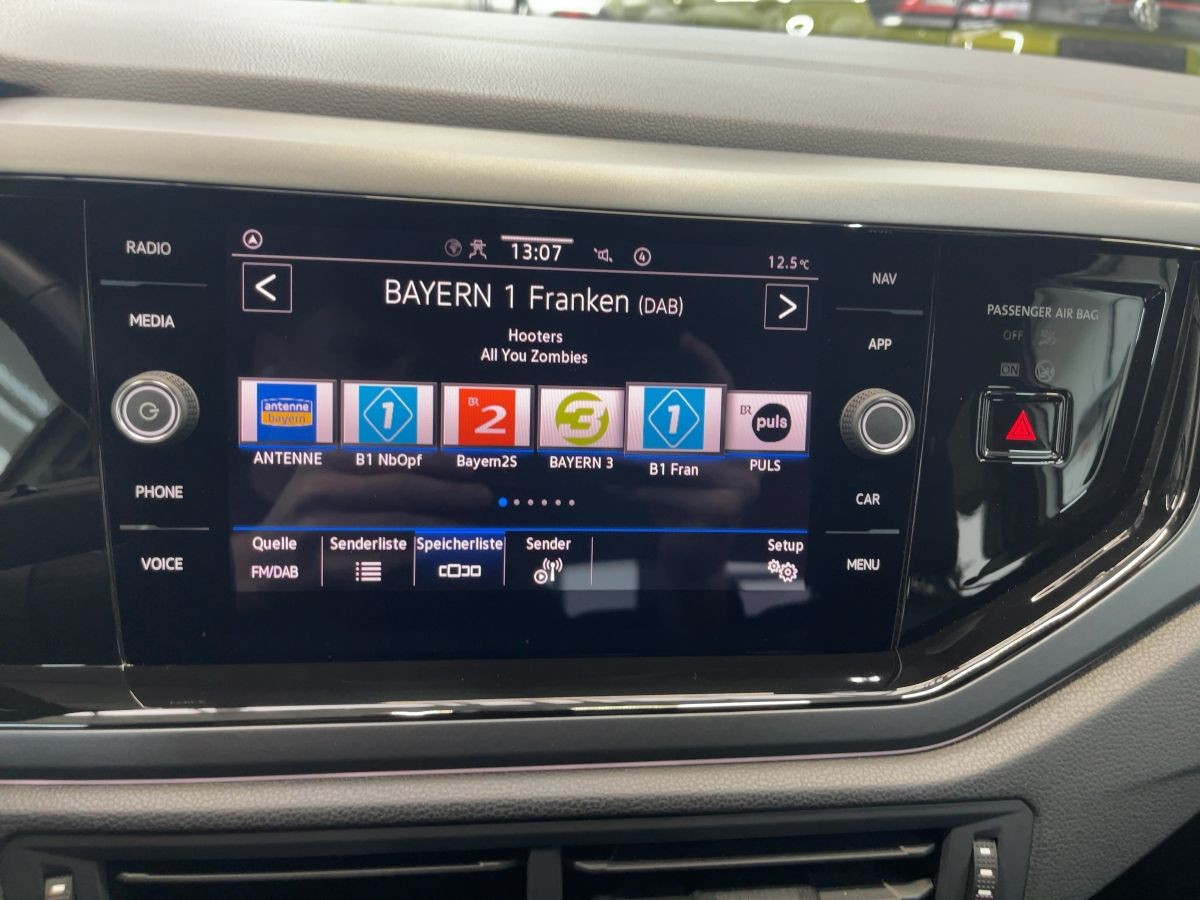 13:07
4
12.5°C
RADIO
MEDIA
PHONE
VOICE
<
BAYERN 1 Franken (DAB)
>
Hooters
All You Zombies
antenne
bayern
1
BR
2
3
1
BR
puls
ANTENNE
B1 NbOpf
Bayern2S
BAYERN 3
B1 Fran
PULS
Quelle
FM/DAB
Senderliste
Speicherliste
Sender
Setup
NAV
APP
CAR
MENU
PASSENGER AIR BAG
OFF
ON